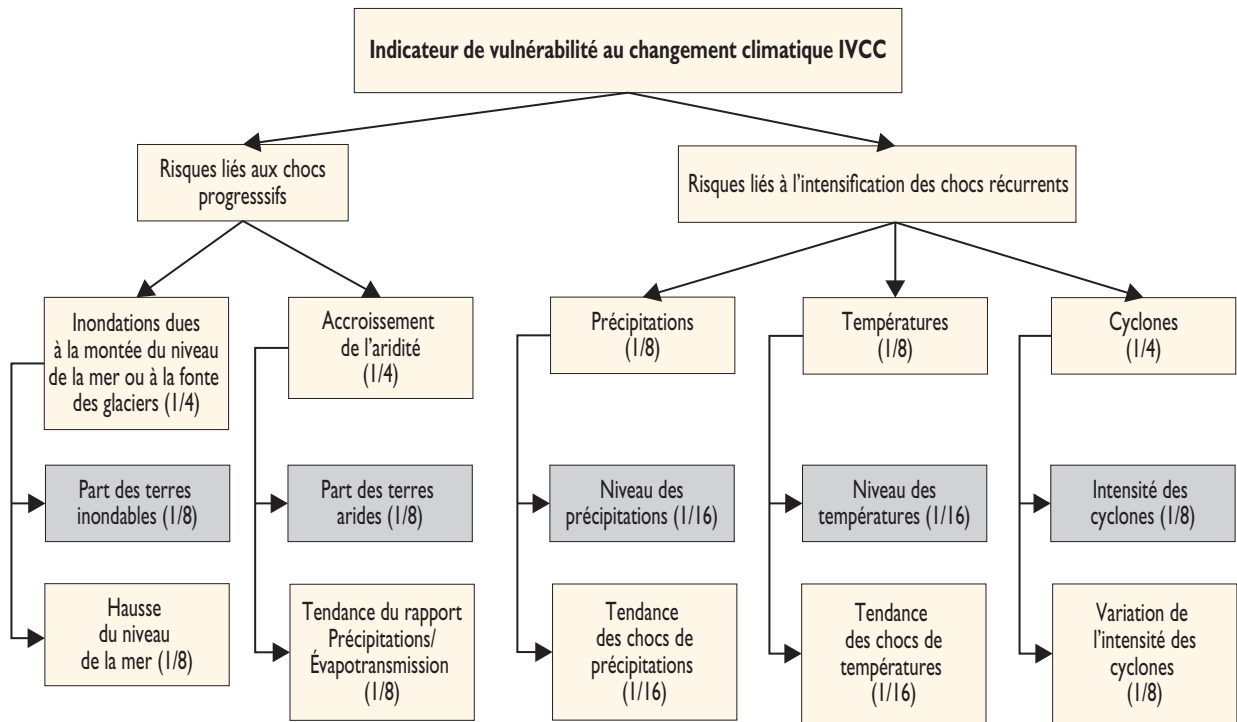 Indicateur de vulnérabilité au changement climatique IVCC
Risques liés aux chocs
progresssifs
Risques liés à l'intensification des chocs récurrents
Inondations dues
à la montée du niveau
de la mer ou à la fonte
des glaciers (1/4)
Accroissement
de l'aridité
(1/4)
Précipitations
(1/8)
Températures
(1/8)
Cyclones
(1/4)
Part des terres
inondables (1/8)
Part des terres
arides (1/8)
Niveau des
précipitations (1/16)
Niveau des
températures (1/16)
Intensité des
cyclones (1/8)
Hausse
du niveau
de la mer (1/8)
Tendance du rapport
Précipitations/
Évapotransmission
(1/8)
Tendance
des chocs de
précipitations
(1/16)
Tendance
des chocs de
températures
(1/16)
Variation de
l'intensité des
cyclones
(1/8)